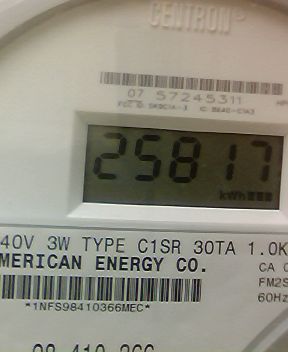 CENTRON®
07 57245311
25817
kWh
40V 3W TYPE C1SR 30TA 1.0K
MERICAN ENERGY CO.
CA 0
FM2S
60Hz
*1NFS98410366MEC*